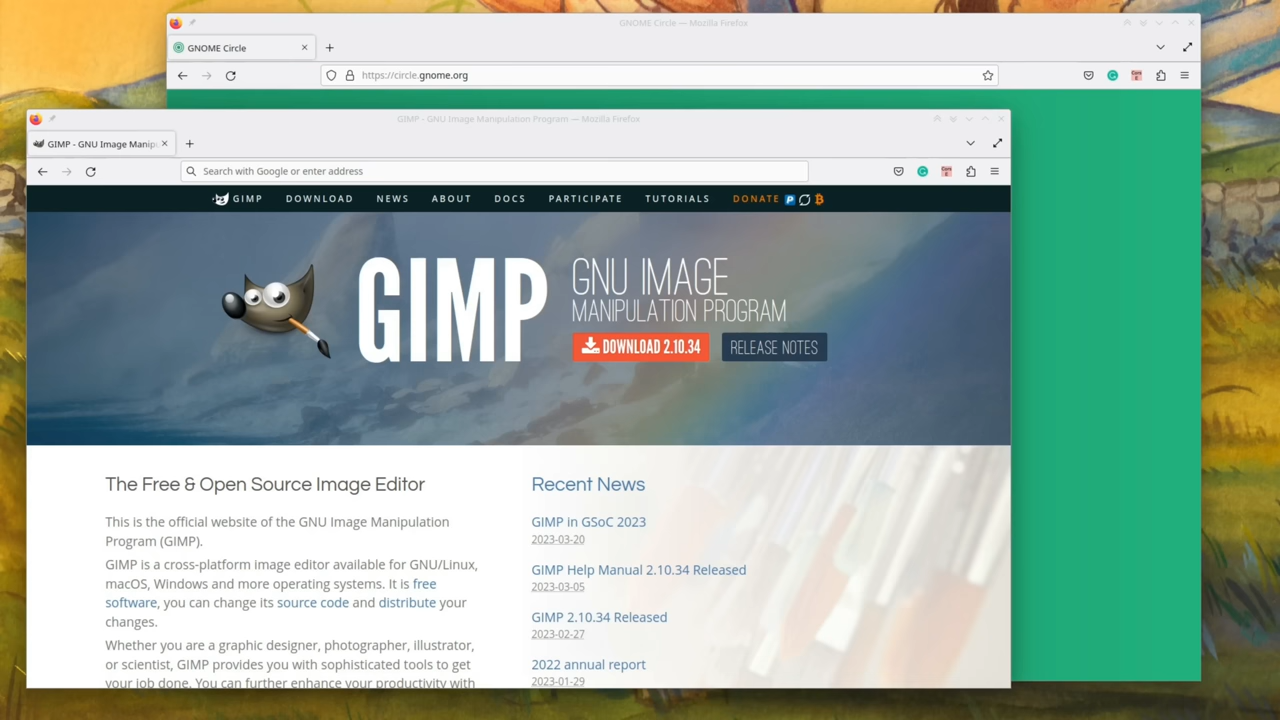 GNOME Circle — Mozilla Firefox
GNOME Circle
https://circle.gnome.org
GIMP - GNU Image Manipulation Program — Mozilla Firefox
GIMP - GNU Image Manipu
Search with Google or enter address
GIMP DOWNLOAD NEWS ABOUT DOCS PARTICIPATE TUTORIALS DONATE
GIMP
GNU IMAGE
MANIPULATION PROGRAM
DOWNLOAD 2.10.34 RELEASE NOTES
The Free & Open Source Image Editor
This is the official website of the GNU Image Manipulation
Program (GIMP).
GIMP is a cross-platform image editor available for GNU/Linux,
macOS, Windows and more operating systems. It is free
software, you can change its source code and distribute your
changes.
Whether you are a graphic designer, photographer, illustrator,
or scientist, GIMP provides you with sophisticated tools to get
your job done. You can further enhance your productivity with
Recent News
GIMP in GSoC 2023
2023-03-20
GIMP Help Manual 2.10.34 Released
2023-03-05
GIMP 2.10.34 Released
2023-02-27
2022 annual report
2023-01-29